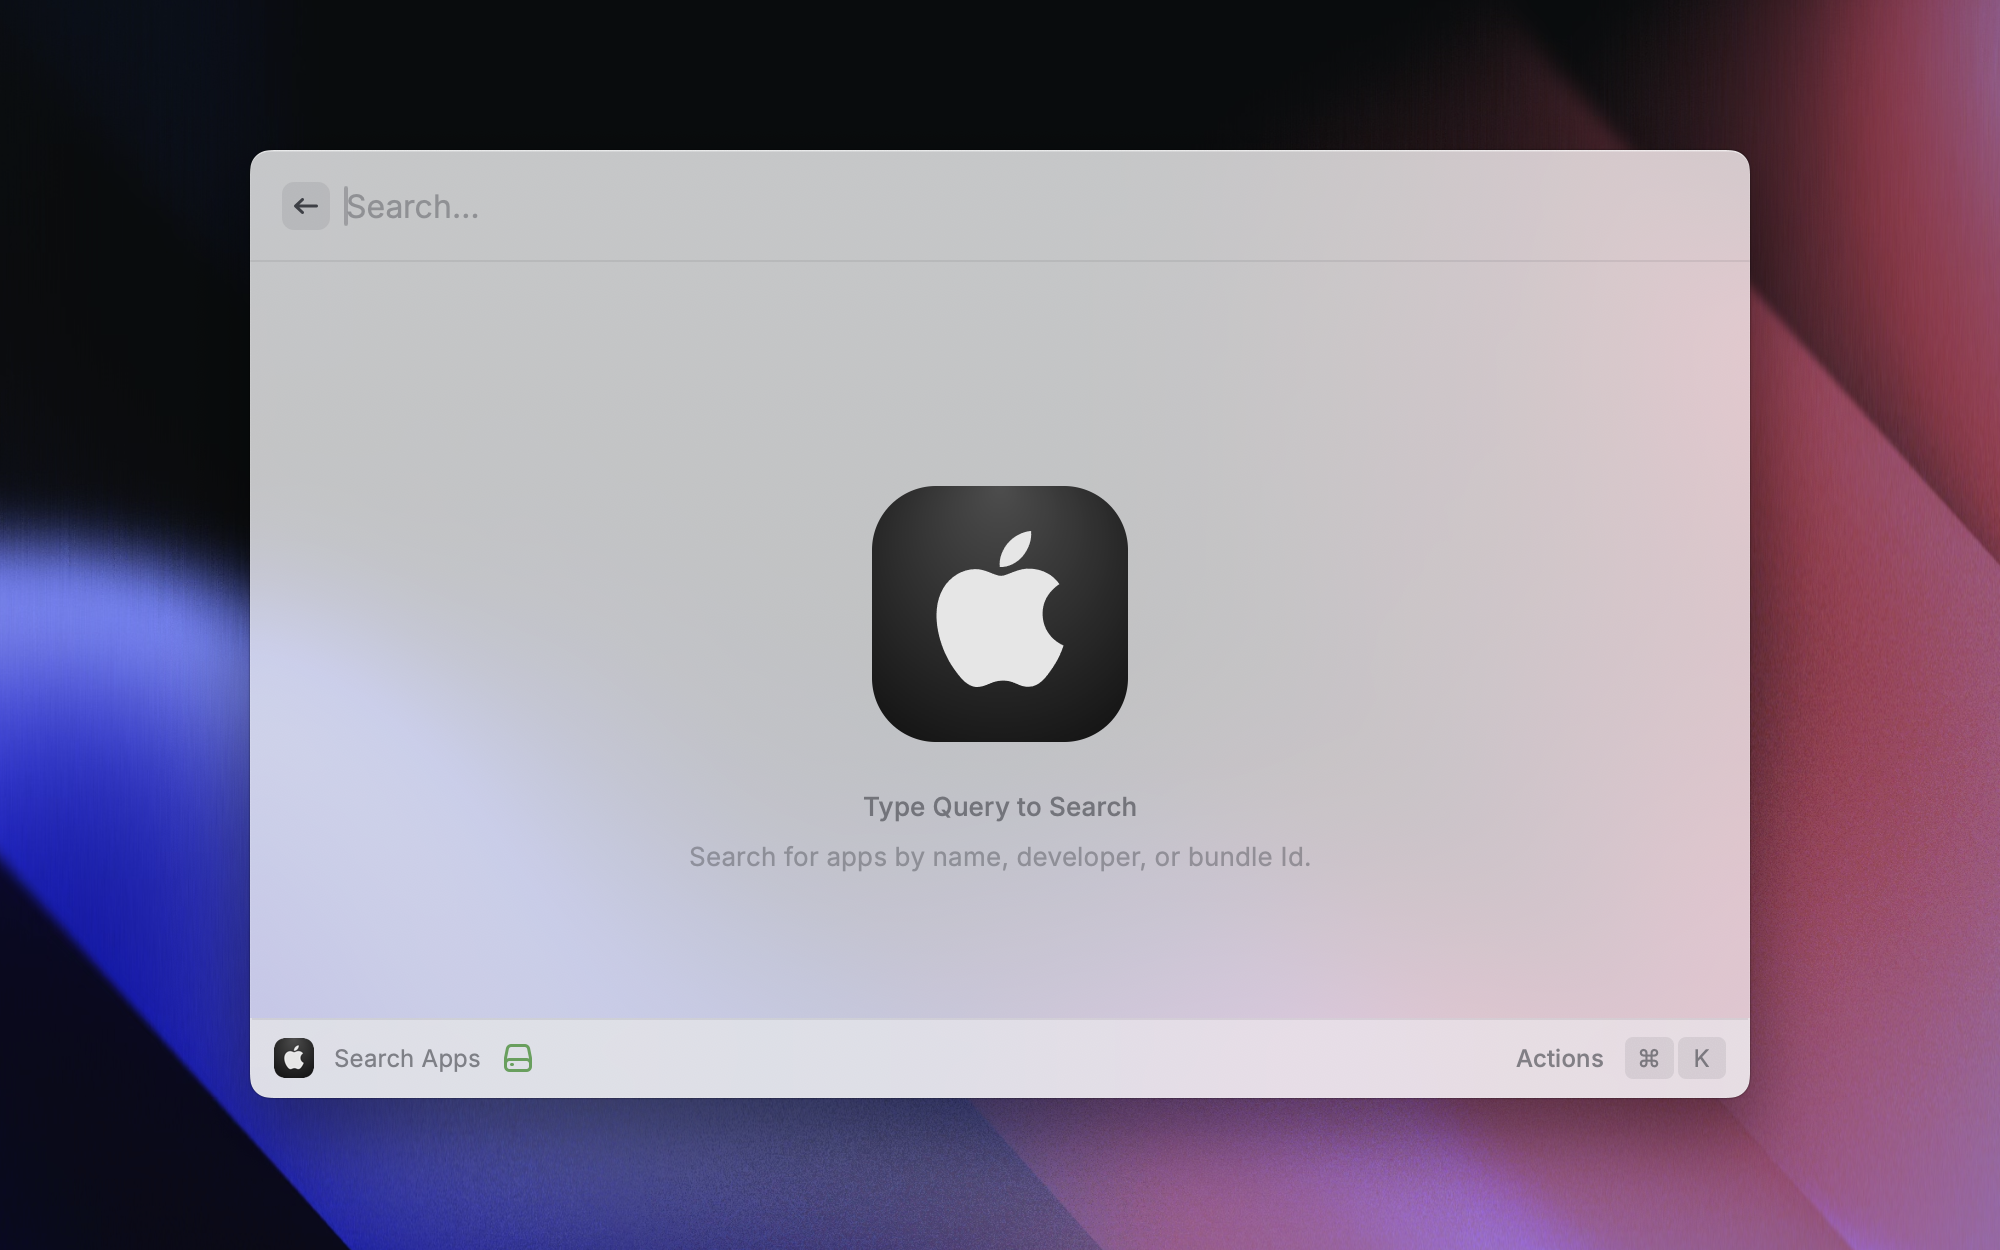 Search...
Type Query to Search
Search for apps by name, developer, or bundle Id.
Search Apps
Actions ⌘ K